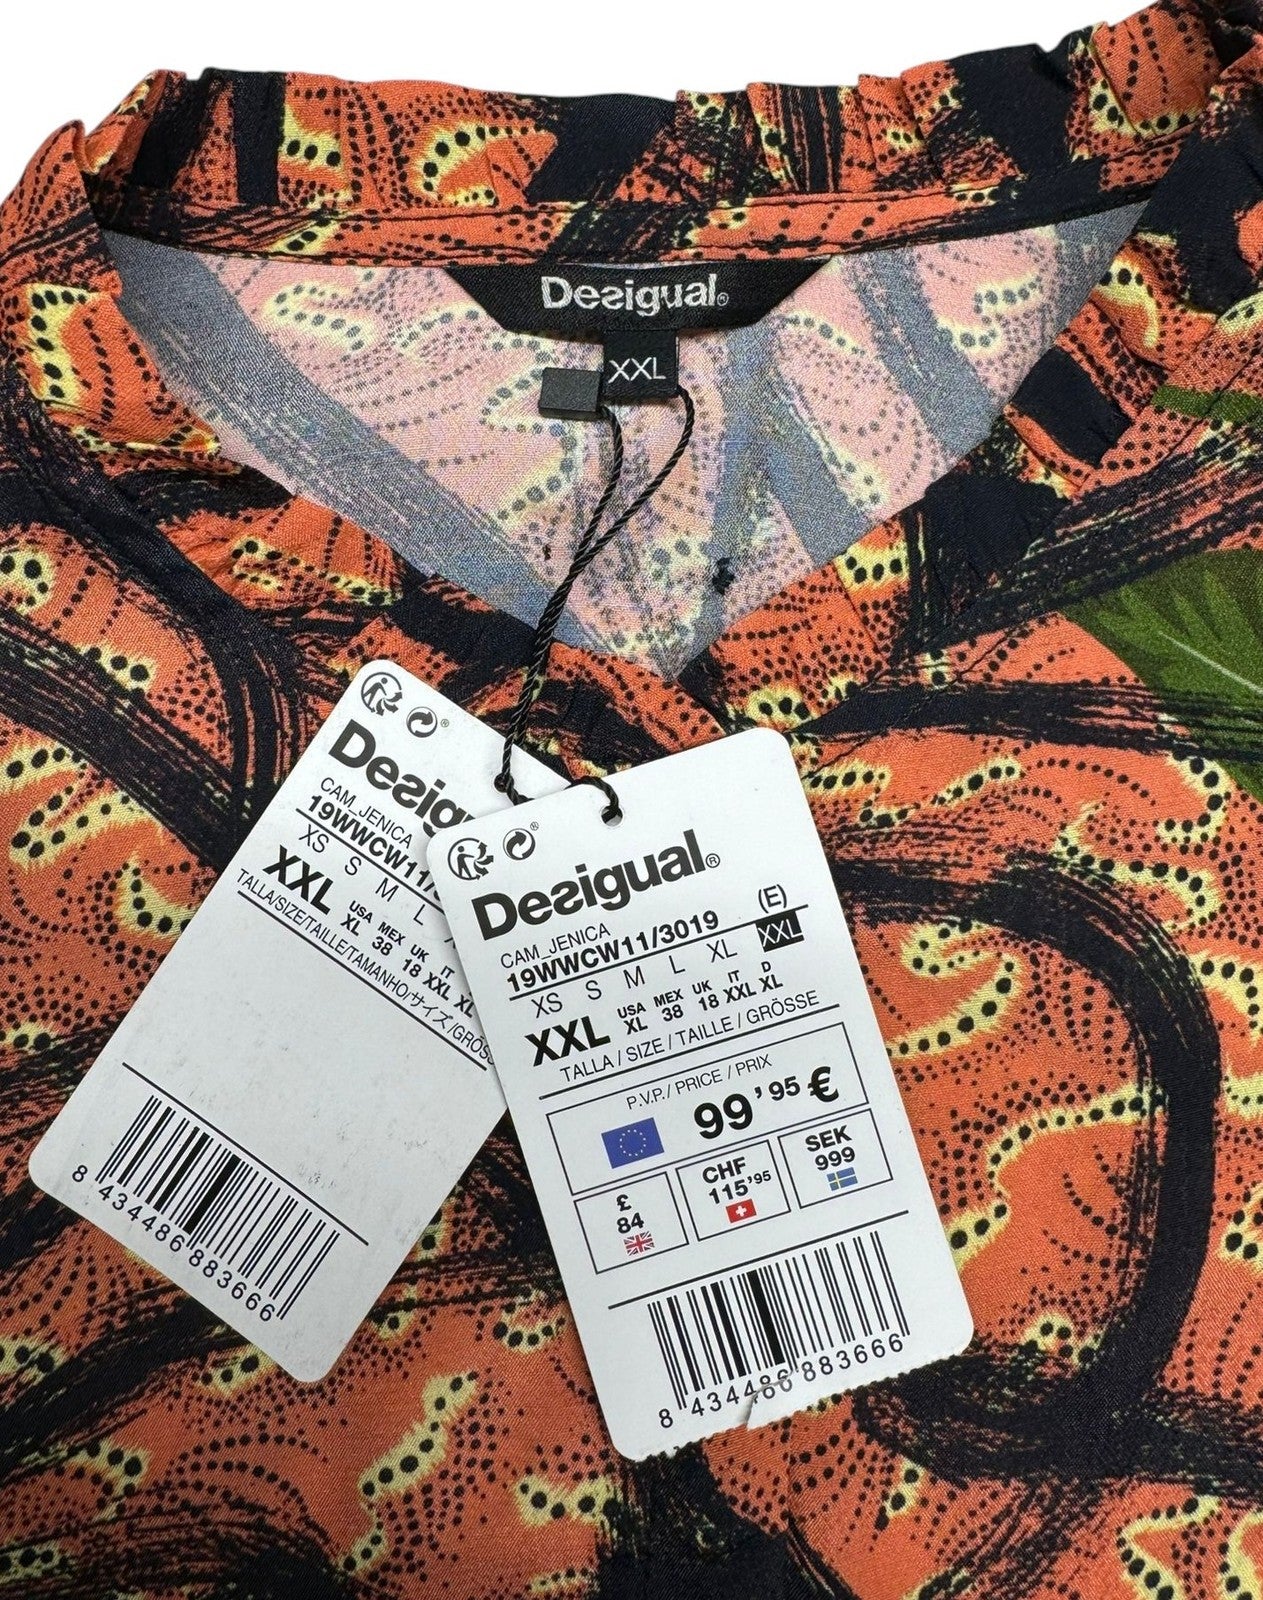 Desigual®
XXL
Desig
CAM_JENICA
19WWCW11/
XS S M L
XXL USA XL MEX 38 UK 18 IT XXL XL
TALLA/SIZE/TAILLE/TAMANHO/サイズ/GRÖSS
8 434486 883666
Desigual®
CAM_JENICA (E)
19WWCW11/3019
XS S M L XL XXL
XXL USA XL MEX 38 UK 18 IT XXL D XL
TALLA / SIZE / TAILLE / GRÖSSE
P.V.P./ PRICE / PRIX
99'95 €
£ 84
CHF 115'95
SEK 999
8 434486 883666